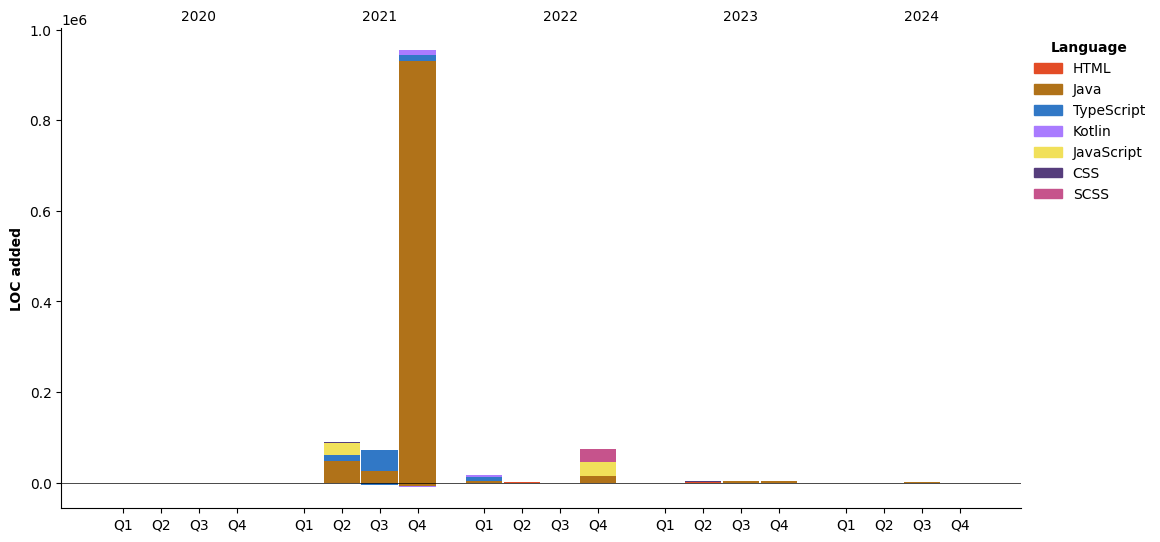 2020 2021 2022 2023 2024
1e6
1.0
0.8
0.6
0.4
0.2
0.0
LOC added
Q1 Q2 Q3 Q4 Q1 Q2 Q3 Q4 Q1 Q2 Q3 Q4 Q1 Q2 Q3 Q4 Q1 Q2 Q3 Q4
Language
HTML
Java
TypeScript
Kotlin
JavaScript
CSS
SCSS